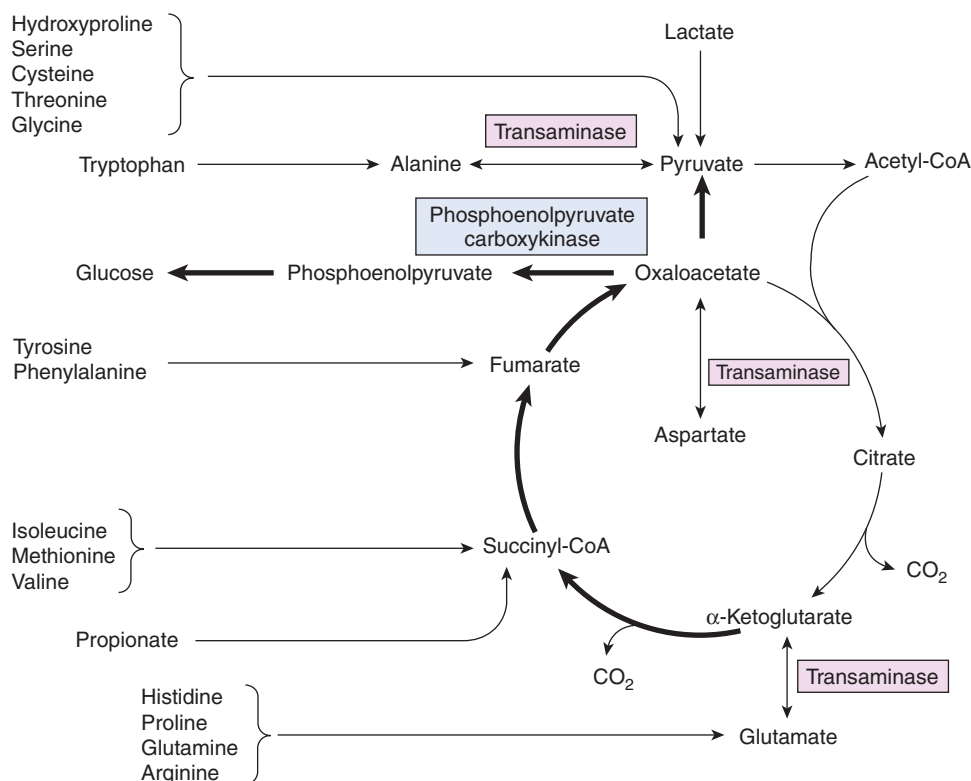 Hydroxyproline
Serine
Cysteine
Threonine
Glycine
Lactate
Transaminase
Tryptophan
Alanine
Pyruvate
Acetyl-CoA
Phosphoenolpyruvate
carboxykinase
Glucose
Phosphoenolpyruvate
Oxaloacetate
Tyrosine
Phenylalanine
Fumarate
Transaminase
Aspartate
Citrate
Isoleucine
Methionine
Valine
Succinyl-CoA
CO₂
α-Ketoglutarate
Propionate
CO₂
Transaminase
Histidine
Proline
Glutamine
Arginine
Glutamate